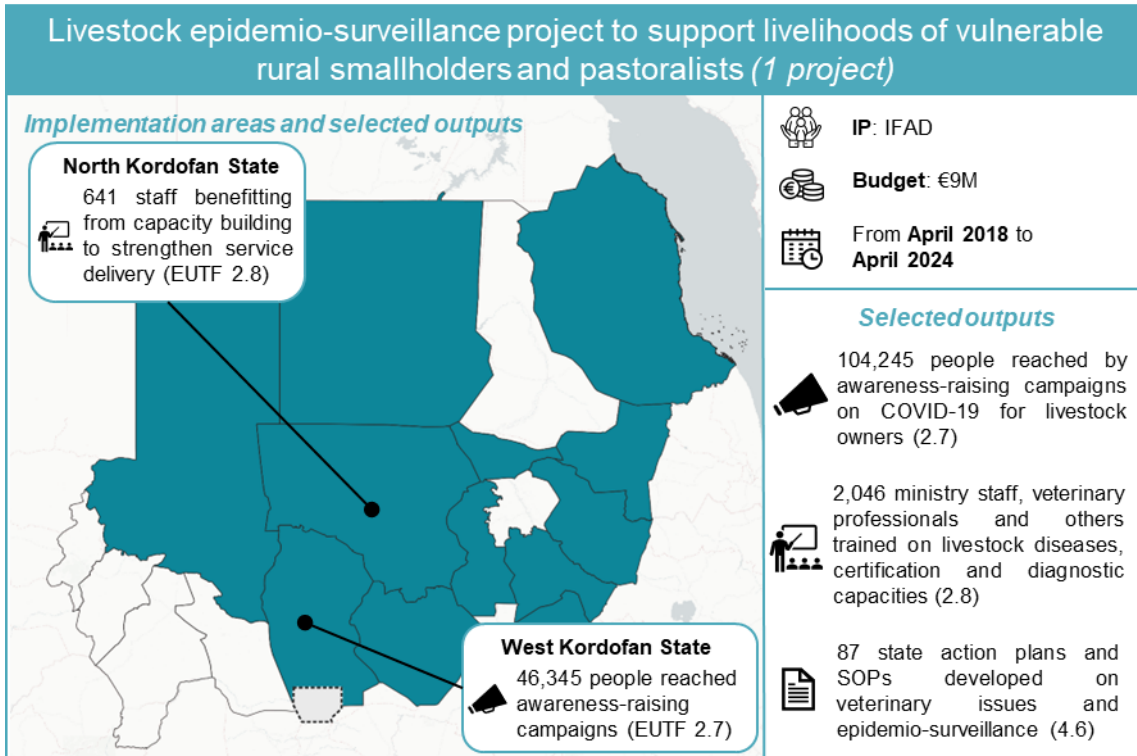 Livestock epidemio-surveillance project to support livelihoods of vulnerable
rural smallholders and pastoralists (1 project)
Implementation areas and selected outputs
North Kordofan State
641 staff benefitting
from capacity building
to strengthen service
delivery (EUTF 2.8)
West Kordofan State
46,345 people reached
awareness-raising
campaigns (EUTF 2.7)
IP: IFAD
Budget: €9M
From April 2018 to
April 2024
Selected outputs
104,245 people reached by
awareness-raising campaigns
on COVID-19 for livestock
owners (2.7)
2,046 ministry staff, veterinary
professionals and others
trained on livestock diseases,
certification and diagnostic
capacities (2.8)
87 state action plans and
SOPs developed on
veterinary issues and
epidemio-surveillance (4.6)